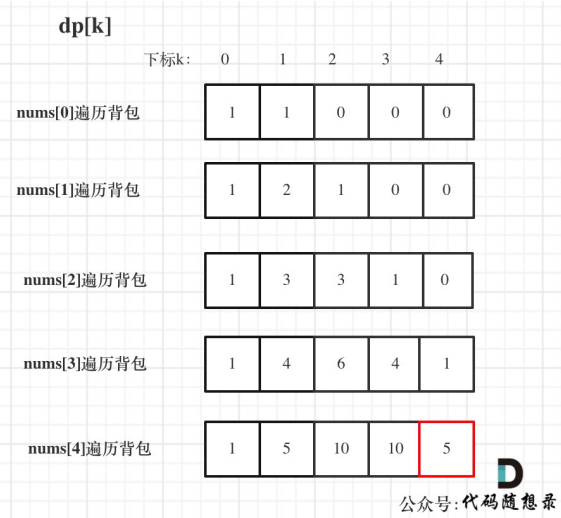 dp[k]
下标k： 0 1 2 3 4
nums[0]遍历背包 1 1 0 0 0
nums[1]遍历背包 1 2 1 0 0
nums[2]遍历背包 1 3 3 1 0
nums[3]遍历背包 1 4 6 4 1
nums[4]遍历背包 1 5 10 10 5
公众号:代码随想录